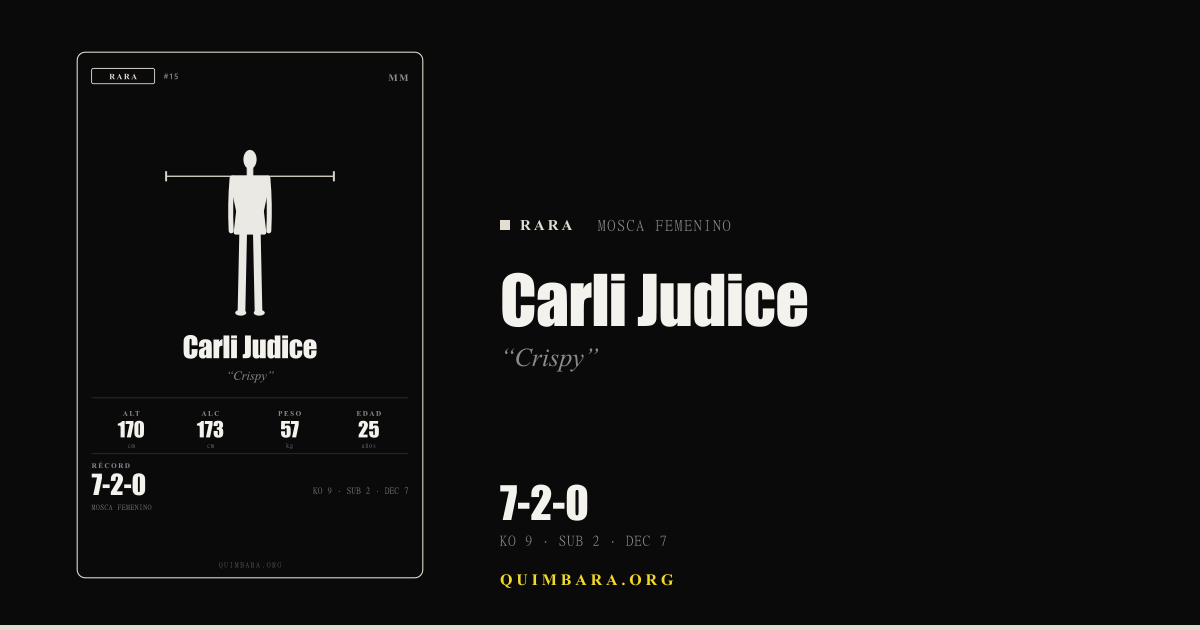 RARA #15 MM
Carli Judice
“Crispy”
ALT ALC PESO EDAD
170 173 57 25
cm cm kg años
RÉCORD
7-2-0
KO 9 · SUB 2 · DEC 7
MOSCA FEMENINO
QUIMBARA.ORG
RARA MOSCA FEMENINO
Carli Judice
“Crispy”
7-2-0
KO 9 · SUB 2 · DEC 7
QUIMBARA.ORG